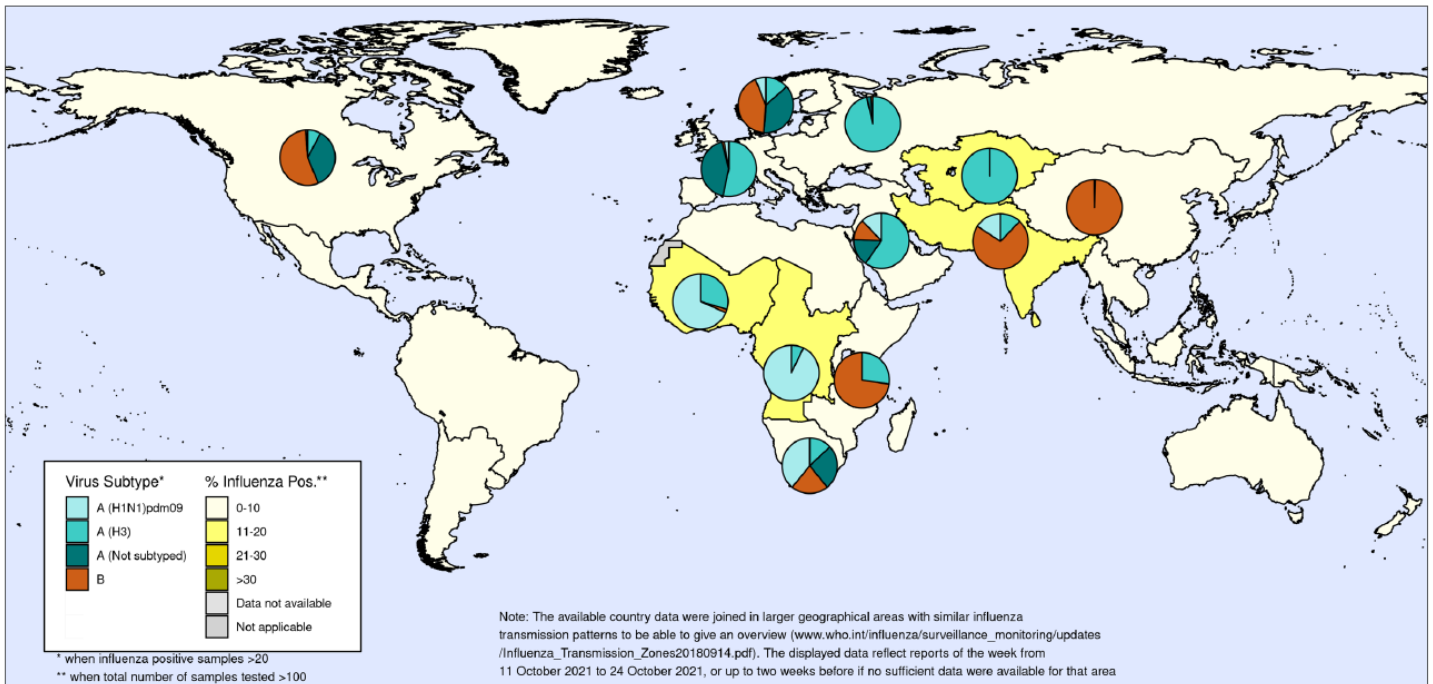 Virus Subtype*
A (H1N1)pdm09
A (H3)
A (Not subtyped)
B
% Influenza Pos.**
0-10
11-20
21-30
>30
Data not available
Not applicable
* when influenza positive samples >20
** when total number of samples tested >100
Note: The available country data were joined in larger geographical areas with similar influenza
transmission patterns to be able to give an overview (www.who.int/influenza/surveillance_monitoring/updates
/Influenza_Transmission_Zones20180914.pdf). The displayed data reflect reports of the week from
11 October 2021 to 24 October 2021, or up to two weeks before if no sufficient data were available for that area